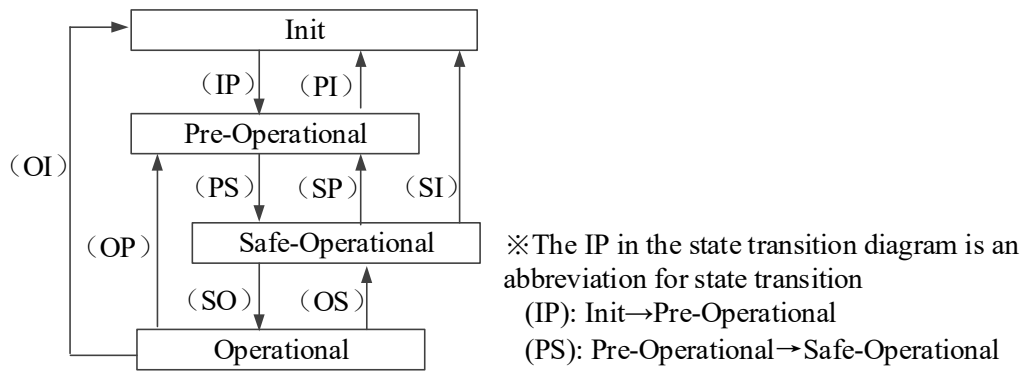 Init
（IP）
（PI）
Pre-Operational
（OI）
（PS）
（SP）
（SI）
（OP）
Safe-Operational
（SO）
（OS）
Operational
※The IP in the state transition diagram is an
abbreviation for state transition
(IP): Init→Pre-Operational
(PS): Pre-Operational→Safe-Operational